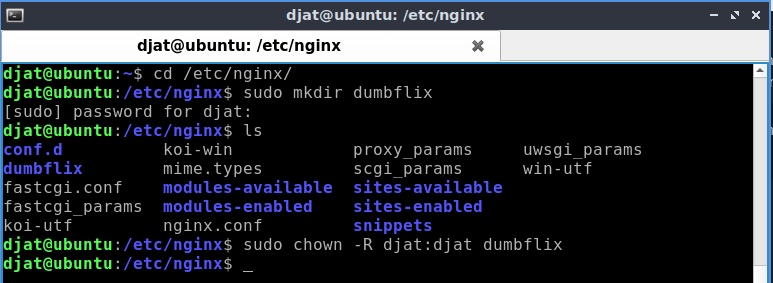 djat@ubuntu: /etc/nginx
djat@ubuntu: /etc/nginx
djat@ubuntu:~$ cd /etc/nginx/
djat@ubuntu:/etc/nginx$ sudo mkdir dumbflix
[sudo] password for djat:
djat@ubuntu:/etc/nginx$ ls
conf.d          koi-win            proxy_params     uwsgi_params
dumbflix        mime.types         scgi_params      win-utf
fastcgi.conf    modules-available  sites-available
fastcgi_params  modules-enabled    sites-enabled
koi-utf         nginx.conf         snippets
djat@ubuntu:/etc/nginx$ sudo chown -R djat:djat dumbflix
djat@ubuntu:/etc/nginx$ _